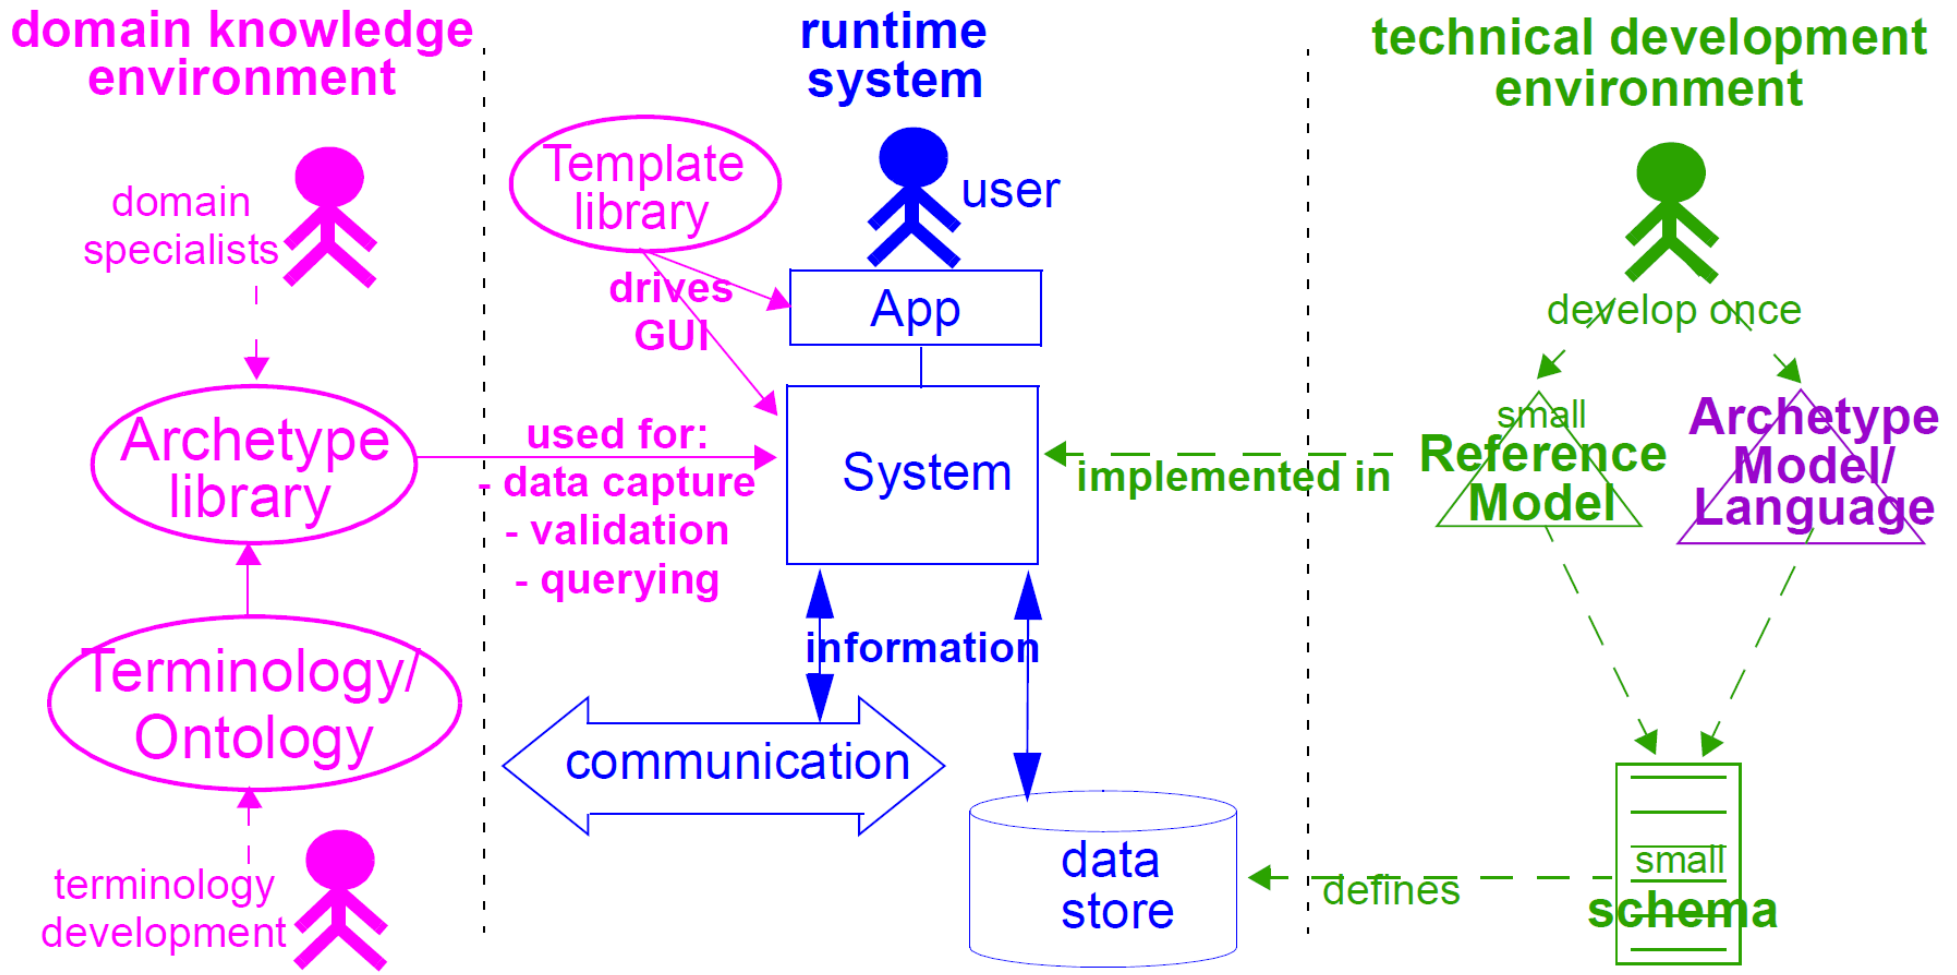 domain knowledge
environment
domain
specialists
Archetype
library
Terminology/
Ontology
terminology
development
runtime
system
Template
library
user
drives
GUI
App
used for:
- data capture
- validation
- querying
System
information
communication
data
store
technical development
environment
develop once
small
Reference
Model
Archetype
Model/
Language
implemented in
defines
small
schema